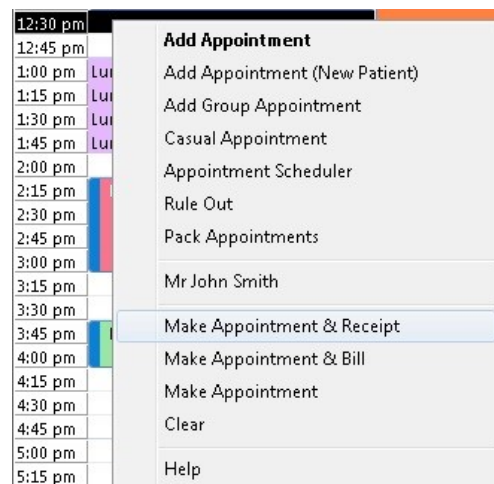 12:30 pm
12:45 pm
1:00 pm
1:15 pm
1:30 pm
1:45 pm
2:00 pm
2:15 pm
2:30 pm
2:45 pm
3:00 pm
3:15 pm
3:30 pm
3:45 pm
4:00 pm
4:15 pm
4:30 pm
4:45 pm
5:00 pm
5:15 pm
Add Appointment
Add Appointment (New Patient)
Add Group Appointment
Casual Appointment
Appointment Scheduler
Rule Out
Pack Appointments
Mr John Smith
Make Appointment & Receipt
Make Appointment & Bill
Make Appointment
Clear
Help